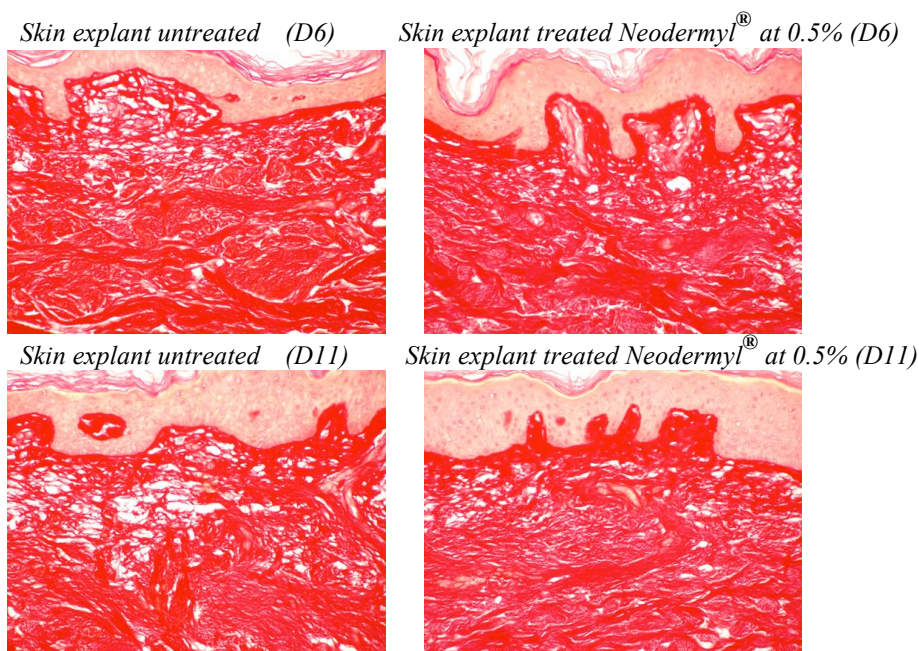 Skin explant untreated (D6)
Skin explant treated Neodermyl® at 0.5% (D6)
Skin explant untreated (D11)
Skin explant treated Neodermyl® at 0.5% (D11)